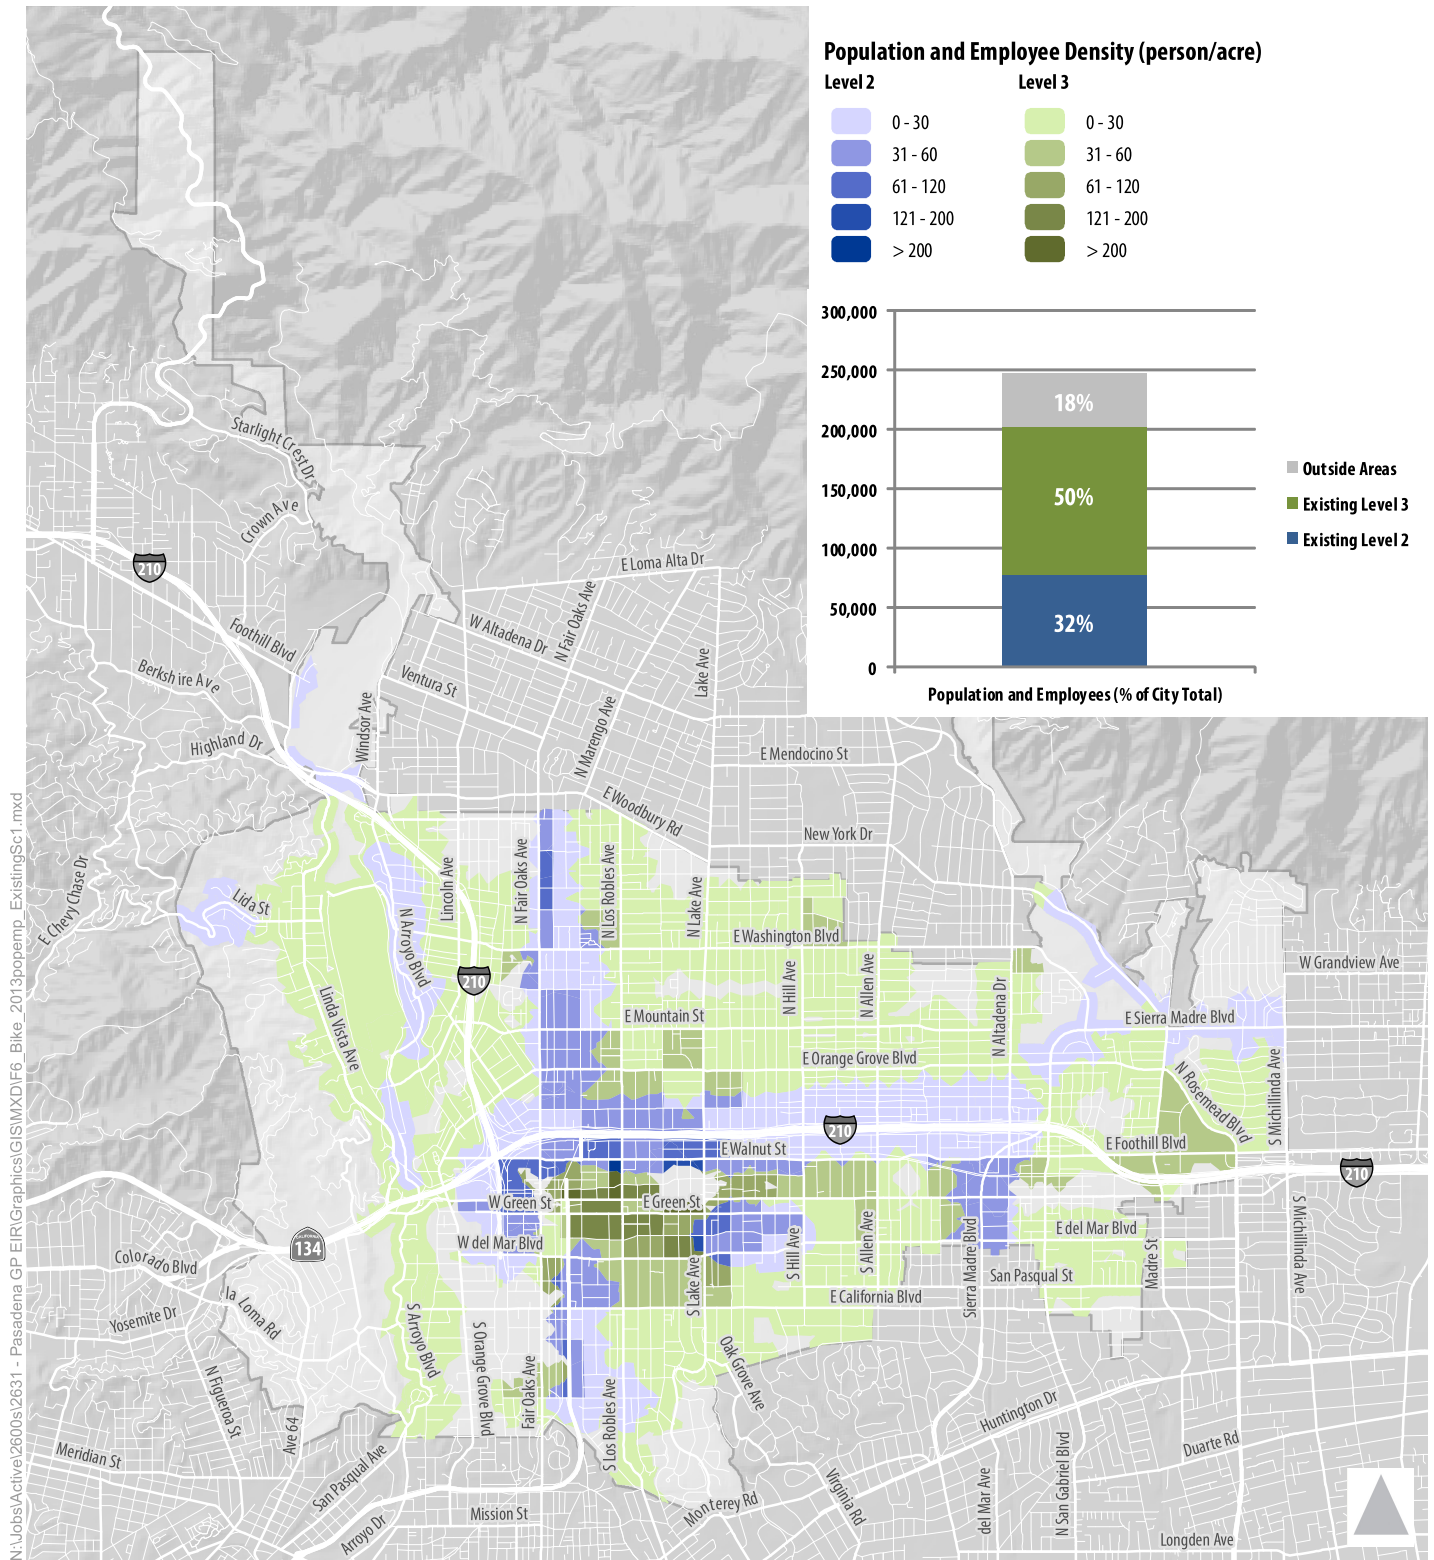 Population and Employee Density (person/acre)
Level 2
Level 3
0 - 30
0 - 30
31 - 60
31 - 60
61 - 120
61 - 120
121 - 200
121 - 200
> 200
> 200
300,000
250,000
200,000
150,000
100,000
50,000
0
18%
50%
32%
Outside Areas
Existing Level 3
Existing Level 2
Population and Employees (% of City Total)
Starlight Crest Dr
Crown Ave
210
E Loma Alta Dr
N Fair Oaks Ave
W Altadena Dr
Foothill Blvd
Berkshire Ave
Ventura St
Lake Ave
Windsor Ave
N Marengo Ave
Highland Dr
E Mendocino St
E Woodbury Rd
New York Dr
E Chevy Chase Dr
Lida St
N Arroyo Blvd
Lincoln Ave
N Fair Oaks Ave
N Los Robles Ave
N Lake Ave
E Washington Blvd
W Grandview Ave
210
N Hill Ave
N Allen Ave
N Altadena Dr
Linda Vista Ave
E Mountain St
E Sierra Madre Blvd
E Orange Grove Blvd
N Rosemead Blvd
S Michillinda Ave
210
E Walnut St
E Foothill Blvd
210
W Green St
E Green St
S Michillinda Ave
E del Mar Blvd
W del Mar Blvd
134
S Hill Ave
S Allen Ave
Sierra Madre Blvd
Madre St
Colorado Blvd
San Pasqual St
S Lake Ave
E California Blvd
la Loma Rd
Yosemite Dr
S Arroyo Blvd
S Orange Grove Blvd
Fair Oaks Ave
Oak Grove Ave
N Figueroa St
Ave 64
S Los Robles Ave
Huntington Dr
Duarte Rd
Meridian St
San Pasqual Ave
Arroyo Dr
Mission St
Monterey Rd
Virginia Rd
del Mar Ave
N San Gabriel Blvd
Longden Ave
N:\Jobs\Active\2600s\2631 - Pasadena GP EIR\Graphics\GIS\MXD\F6_Bike_2013popemp_ExistingSc1.mxd